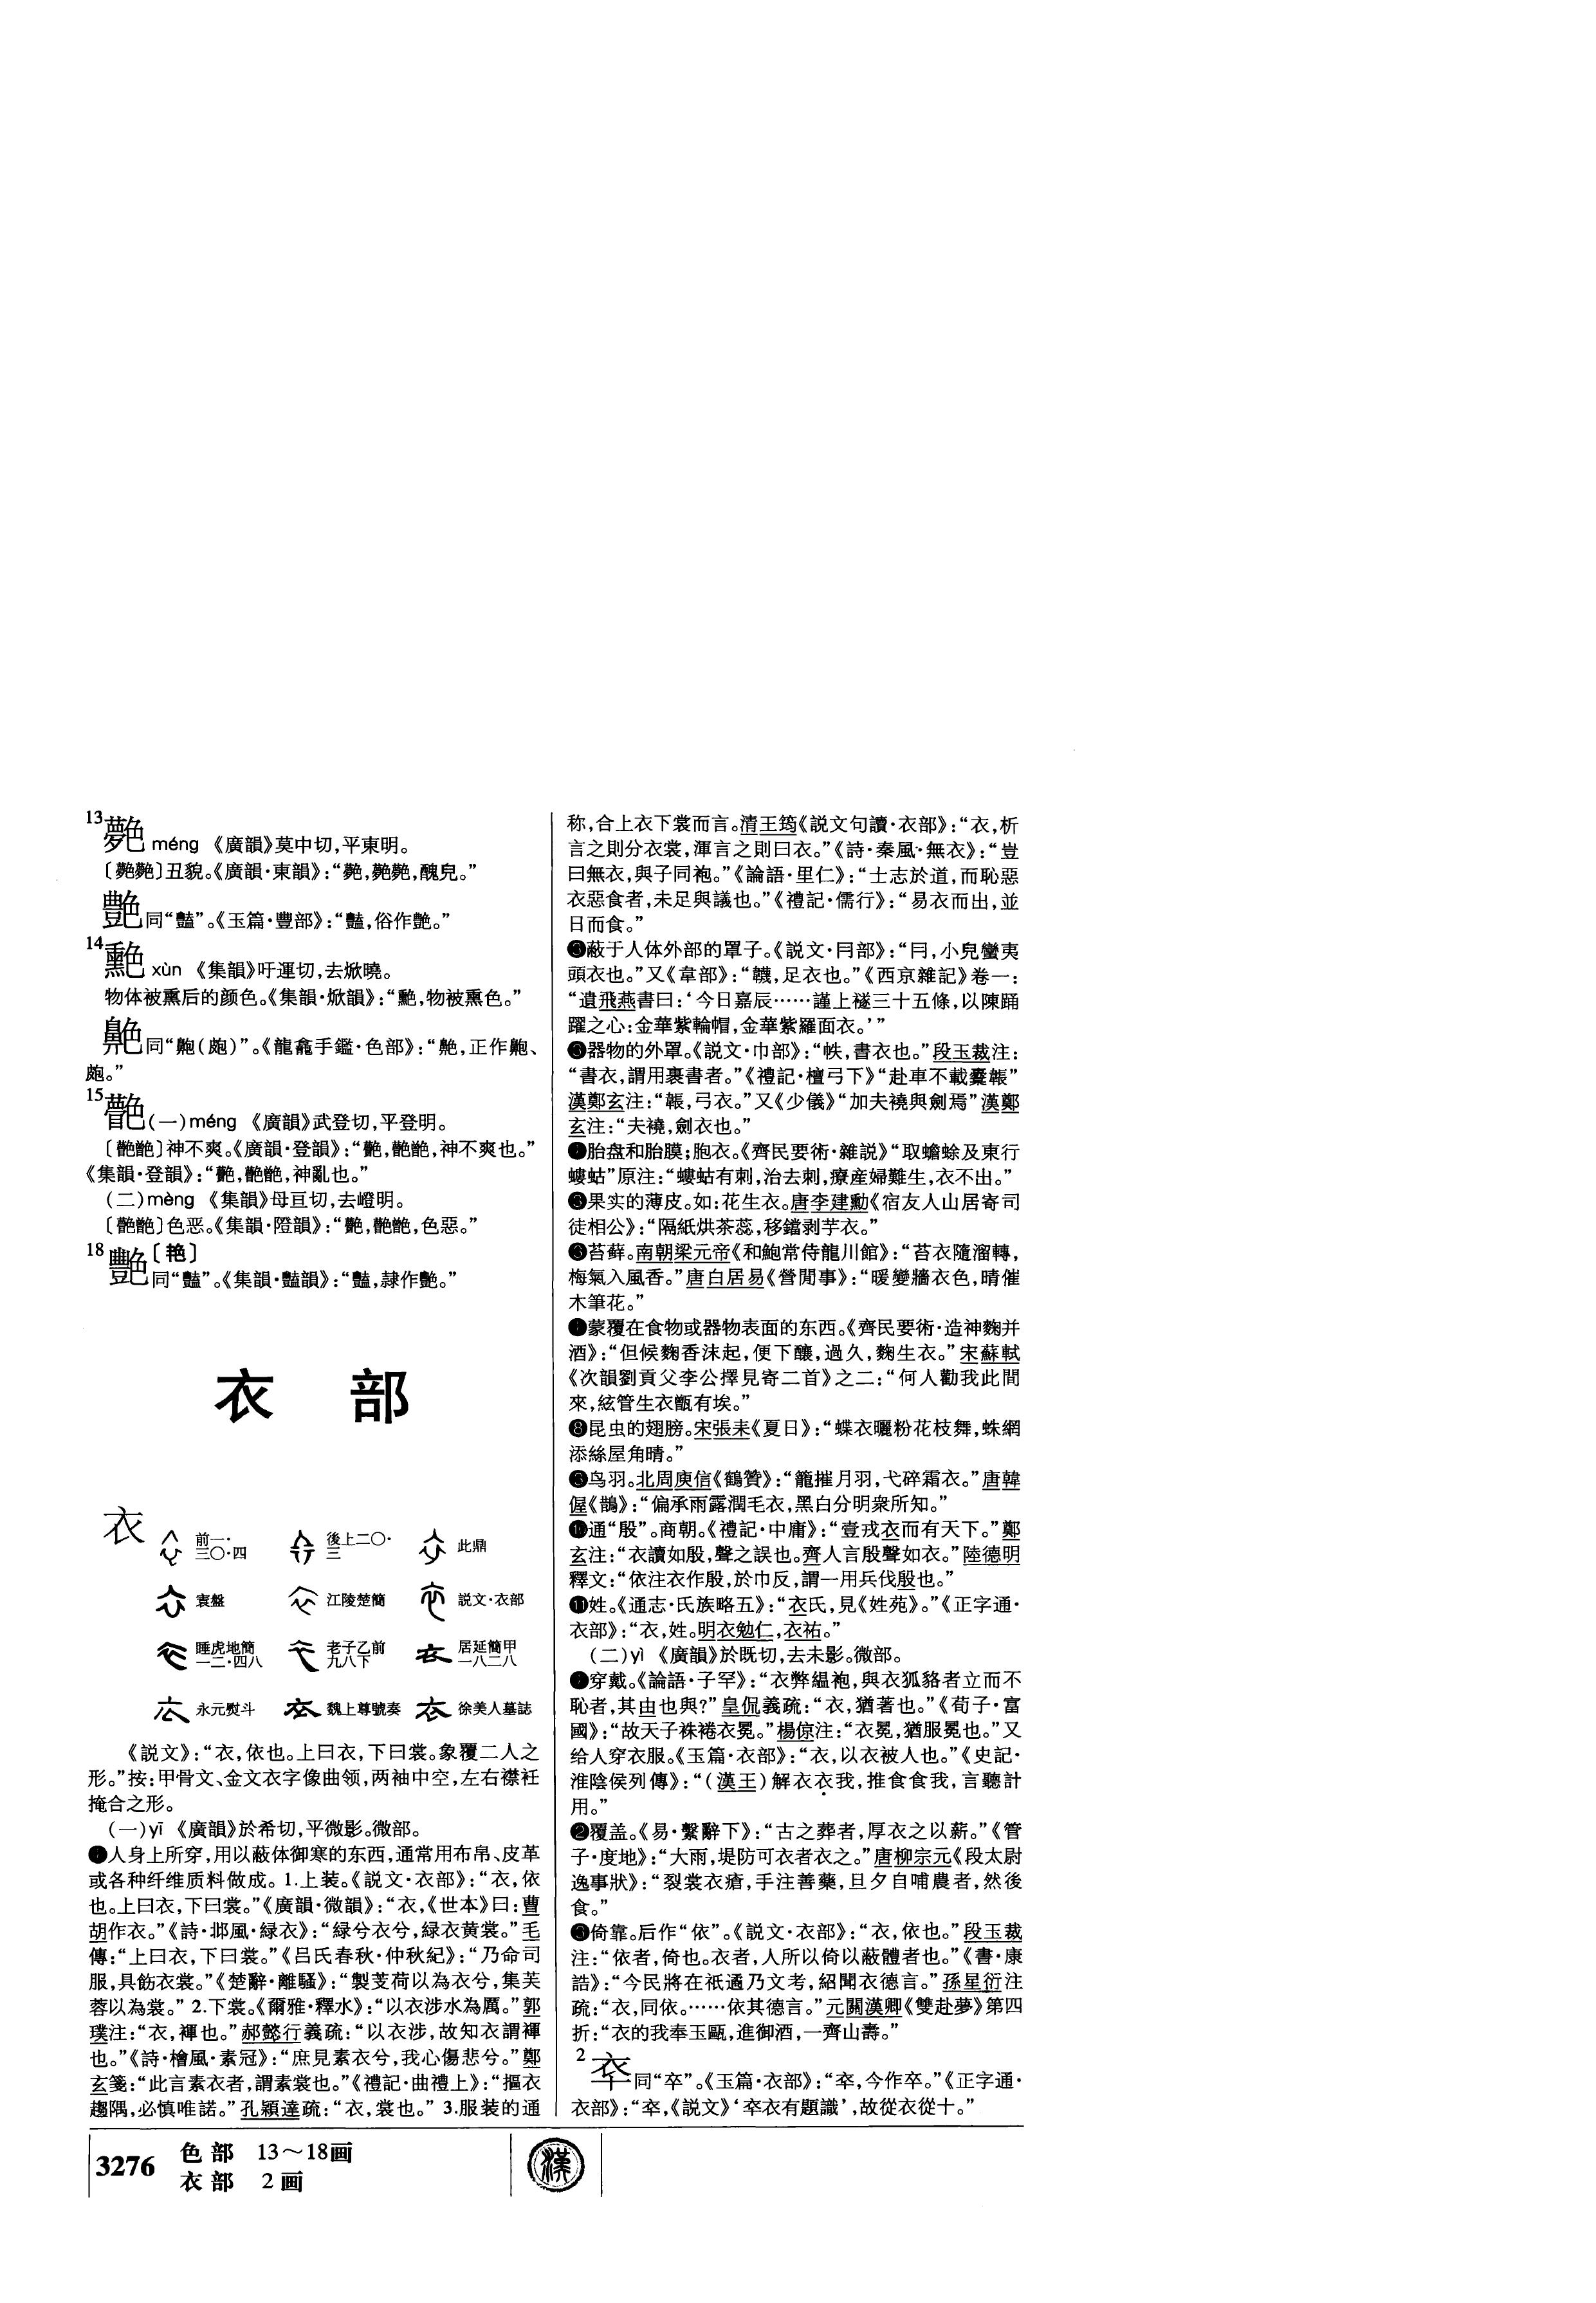 13
méng 《廣韻》莫中切,平東明。
丑貌。《廣韻·東韻》:“
醜皃。”
艶同“豔”。《玉篇·豐部》:“豔,俗作艶。”
14
xùn 《集韻》吁運切,去焮曉。
物体被熏后的颜色。《集韻·焮韻》:“
物被熏色。”
《龍龕手鑑·色部》:“
15
(一)méng 《廣韻》武登切,平登明。
神不爽。《廣韻·登韻》:“
神不爽也。”
《集韻·登韻》:“
神亂也。”
(二)mèng 《集韻》母亘切,去嶝明。
色恶。《集韻·隥韻》:“
色惡。”
18 艷〔艳〕
同“豔”。《集韻·豔韻》:“豔,隸作艷。”
衣 部
衣
前一·三〇·四 後上二〇·三 此鼎
袁盤 江陵楚簡 説文·衣部
睡虎地簡一二·四八 老子乙前九八下 居延簡甲一八二八
永元熨斗 魏上尊號奏 徐美人墓誌
《説文》:“衣,依也。上曰衣,下曰裳。象覆二人之
形。”按:甲骨文、金文衣字像曲领,两袖中空,左右襟衽
掩合之形。
(一)yī 《廣韻》於希切,平微影。微部。
❶人身上所穿,用以蔽体御寒的东西,通常用布帛、皮革
或各种纤维质料做成。1.上装。《説文·衣部》:“衣,依
也。上曰衣,下曰裳。”《廣韻·微韻》:“衣,《世本》曰:曹
胡作衣。”《詩·邶風·緑衣》:“緑兮衣兮,緑衣黄裳。”毛
傳:“上曰衣,下曰裳。”《吕氏春秋·仲秋紀》:“乃命司
服,具飭衣裳。”《楚辭·離騷》:“製芰荷以為衣兮,集芙
蓉以為裳。”2.下裳。《爾雅·釋水》:“以衣涉水為厲。”郭
璞注:“衣,褌也。”郝懿行義疏:“以衣涉,故知衣謂褌
也。”《詩·檜風·素冠》:“庶見素衣兮,我心傷悲兮。”鄭
玄箋:“此言素衣者,謂素裳也。”《禮記·曲禮上》:“摳衣
趨隅,必慎唯諾。”孔穎達疏:“衣,裳也。”3.服装的通
称,合上衣下裳而言。清王筠《説文句讀·衣部》:“衣,析
言之則分衣裳,渾言之則曰衣。”《詩·秦風·無衣》:“豈
曰無衣,與子同袍。”《論語·里仁》:“士志於道,而恥惡
衣惡食者,未足與議也。”《禮記·儒行》:“易衣而出,並
日而食。”
蔽于人体外部的罩子。《説文·冃部》:“冃,小兒蠻夷
頭衣也。”又《韋部》:“韤,足衣也。”《西京雜記》卷一:
“遺飛燕書曰:‘今日嘉辰……謹上襚三十五條,以陳踊
躍之心:金華紫輪帽,金華紫羅面衣。’”
❸器物的外罩。《説文·巾部》:“帙,書衣也。”段玉裁注:
“書衣,謂用裹書者。”《禮記·檀弓下》“赴車不載櫜韔”
漢鄭玄注:“韔,弓衣。”又《少儀》“加夫襓與劍焉”漢鄭
玄注:“夫襓,劍衣也。”
胎盘和胎膜;胞衣。《齊民要術·雜説》“取蟾蜍及東行
螻蛄”原注:“螻蛄有刺,治去刺,療産婦難生,衣不出。”
果实的薄皮。如:花生衣。唐李建勳《宿友人山居寄司
徒相公》:“隔紙烘茶蕊,移鐺剥芋衣。”
苔藓。南朝梁元帝《和鮑常侍龍川館》:“苔衣隨溜轉,
梅氣入風香。”唐白居易《營閒事》:“暖變牆衣色,晴催
木筆花。”
蒙覆在食物或器物表面的东西。《齊民要術·造神麴并
酒》:“但候麴香沫起,便下釀,過久,麴生衣。”宋蘇軾
《次韻劉貢父李公擇見寄二首》之二:“何人勸我此間
來,絃管生衣甑有埃。”
❽昆虫的翅膀。宋張耒《夏日》:“蝶衣曬粉花枝舞,蛛網
添絲屋角晴。”
鸟羽。北周庾信《鶴贊》:“籠摧月羽,弋碎霜衣。”唐韓
偓《鵲》:“偏承雨露潤毛衣,黑白分明衆所知。”
❿通“殷”。商朝。《禮記·中庸》:“壹戎衣而有天下。”鄭
玄注:“衣讀如殷,聲之誤也。齊人言殷聲如衣。”陸德明
釋文:“依注衣作殷,於巾反,謂一用兵伐殷也。”
⓫姓。《通志·氏族略五》:“衣氏,見《姓苑》。”《正字通·
衣部》:“衣,姓。明衣勉仁,衣祐。”
(二)yì 《廣韻》於既切,去未影。微部。
❶穿戴。《論語·子罕》:“衣弊緼袍,與衣狐貉者立而不
恥者,其由也與?”皇侃義疏:“衣,猶著也。”《荀子·富
國》:“故天子袾裷衣冕。”楊倞注:“衣冕,猶服冕也。”又
给人穿衣服。《玉篇·衣部》:“衣,以衣被人也。”《史記·
淮陰侯列傳》:“(漢王)解衣衣我,推食食我,言聽計
用。”
❷覆盖。《易·繫辭下》:“古之葬者,厚衣之以薪。”《管
子·度地》:“大雨,堤防可衣者衣之。”唐柳宗元《段太尉
逸事狀》:“裂裳衣瘡,手注善藥,旦夕自哺農者,然後
食。”
❸倚靠。后作“依”。《説文·衣部》:“衣,依也。”段玉裁
注:“依者,倚也。衣者,人所以倚以蔽體者也。”《書·康
誥》:“今民將在祇遹乃文考,紹聞衣德言。”孫星衍注
疏:“衣,同依。……依其德言。”元關漢卿《雙赴夢》第四
折:“衣的我奉玉甌,進御酒,一齊山壽。”
2
同“卒”。《玉篇·衣部》:“
今作卒。”《正字通·
衣部》:“
《説文》‘
衣有題識’,故從衣從十。”
3276 色部 13～18画
衣部 2画
漢